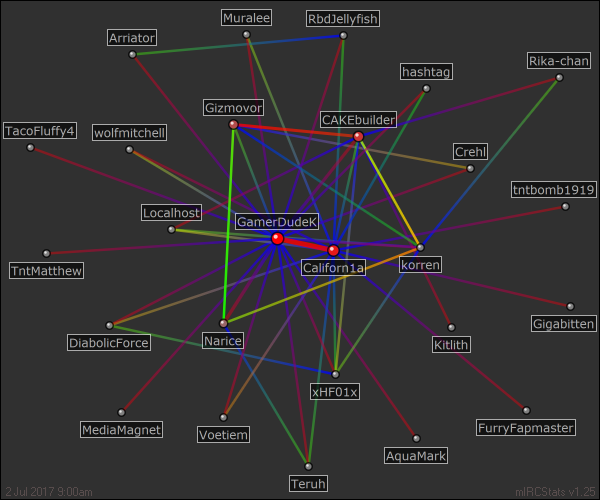 Muralee
RbdJellyfish
Arriator
Rika-chan
hashtag
Gizmovor
CAKEbuilder
TacoFluffy4
wolfmitchell
Crehl
tntbomb1919
Localhost
GamerDudeK
TntMatthew
Californ1a
korren
Gigabitten
DiabolicForce
Narice
Kitlith
xHF01x
MediaMagnet
Voetiem
FurryFapmaster
AquaMark
Teruh
2 Jul 2017 9:00am
mIRCStats v1.25